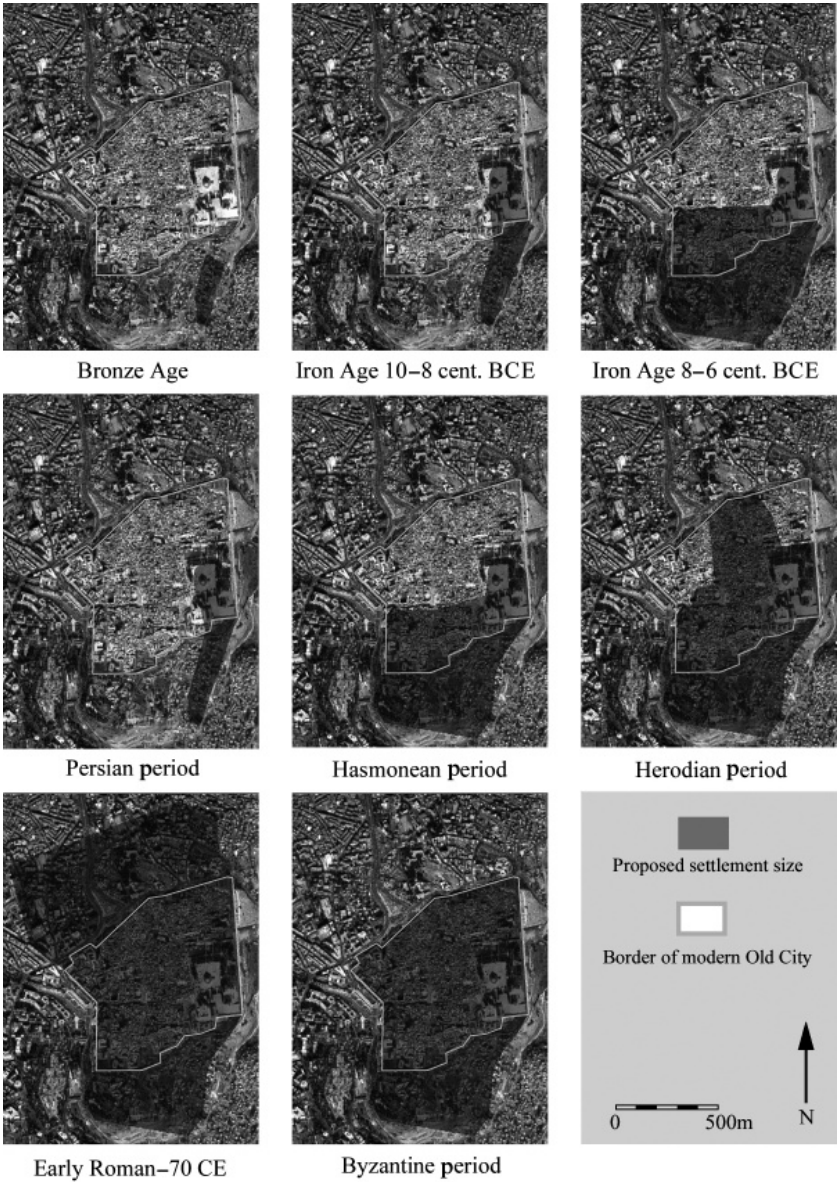 Bronze Age
Iron Age 10–8 cent. BCE
Iron Age 8–6 cent. BCE
Persian period
Hasmonean period
Herodian period
Proposed settlement size
Border of modern Old City
0
500m
N
Early Roman–70 CE
Byzantine period